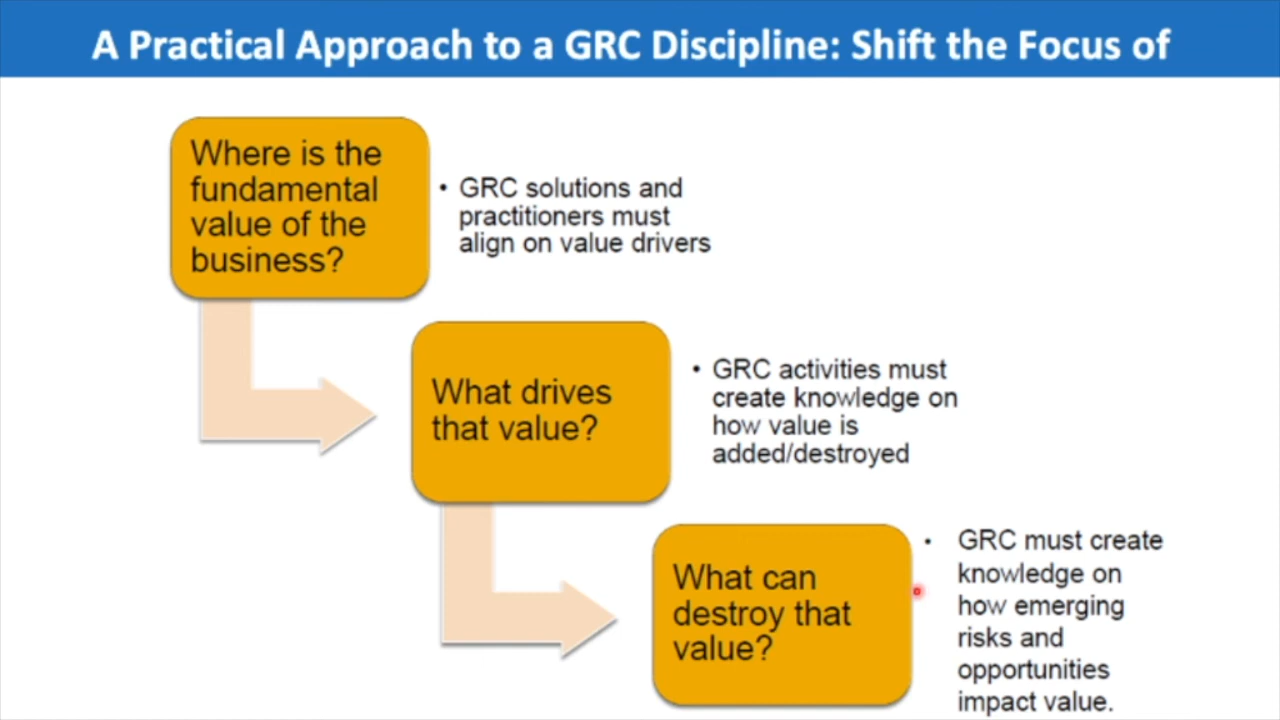 A Practical Approach to a GRC Discipline: Shift the Focus of
Where is the
fundamental
value of the
business?
• GRC solutions and
practitioners must
align on value drivers
What drives
that value?
• GRC activities must
create knowledge on
how value is
added/destroyed
What can
destroy that
value?
• GRC must create
knowledge on
how emerging
risks and
opportunities
impact value.